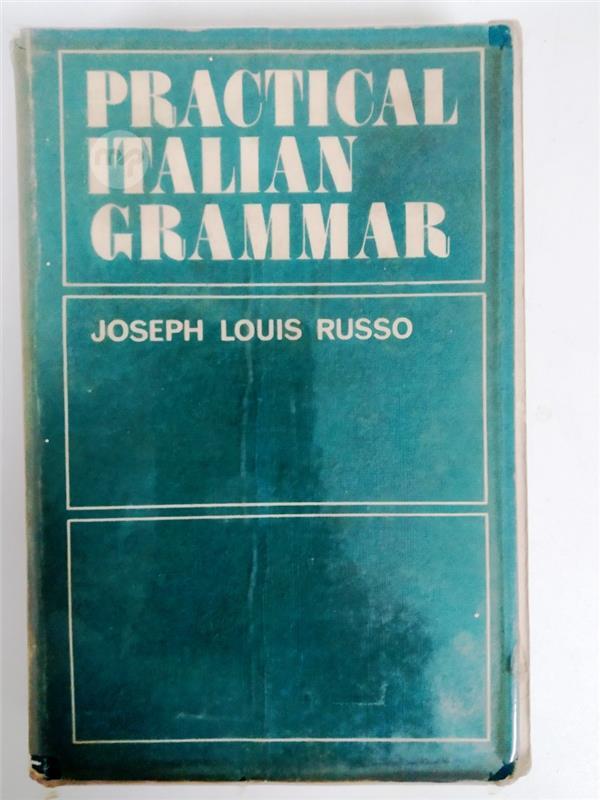 PRACTICAL
ITALIAN
GRAMMAR
JOSEPH LOUIS RUSSO